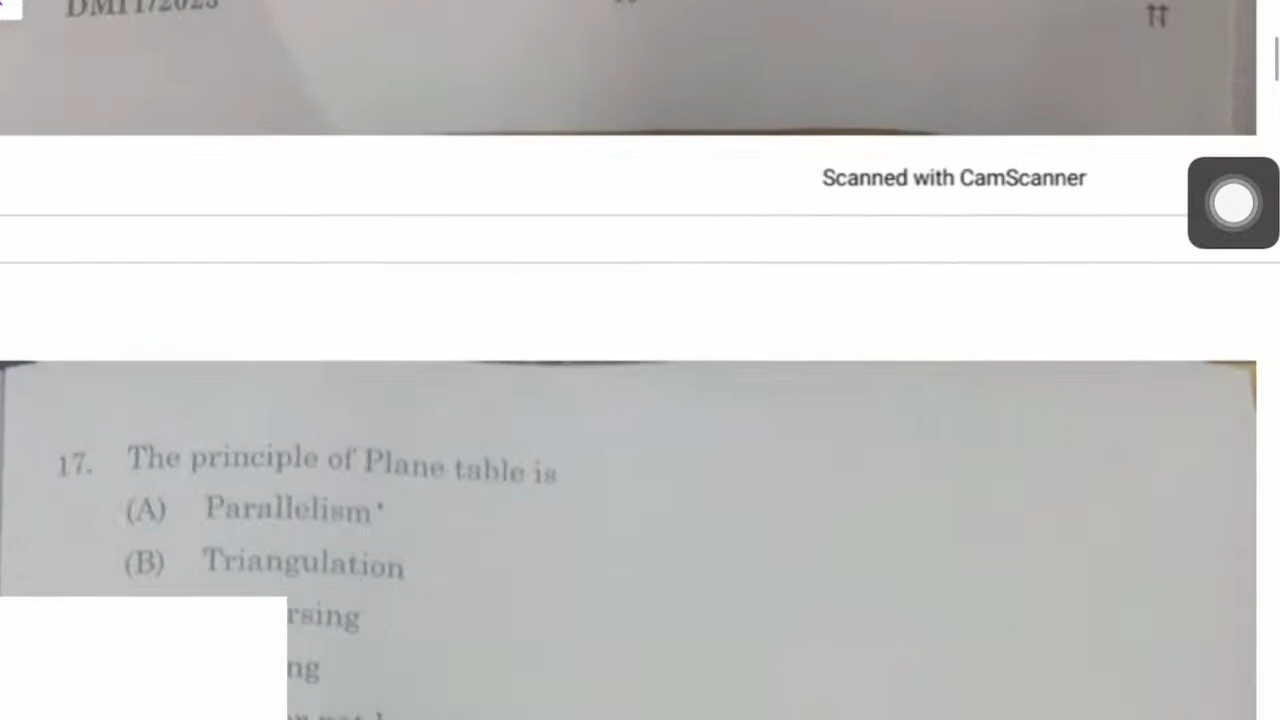 Scanned with CamScanner
17. The principle of Plane table is
(A) Parallelism
(B) Triangulation
rsing
ng